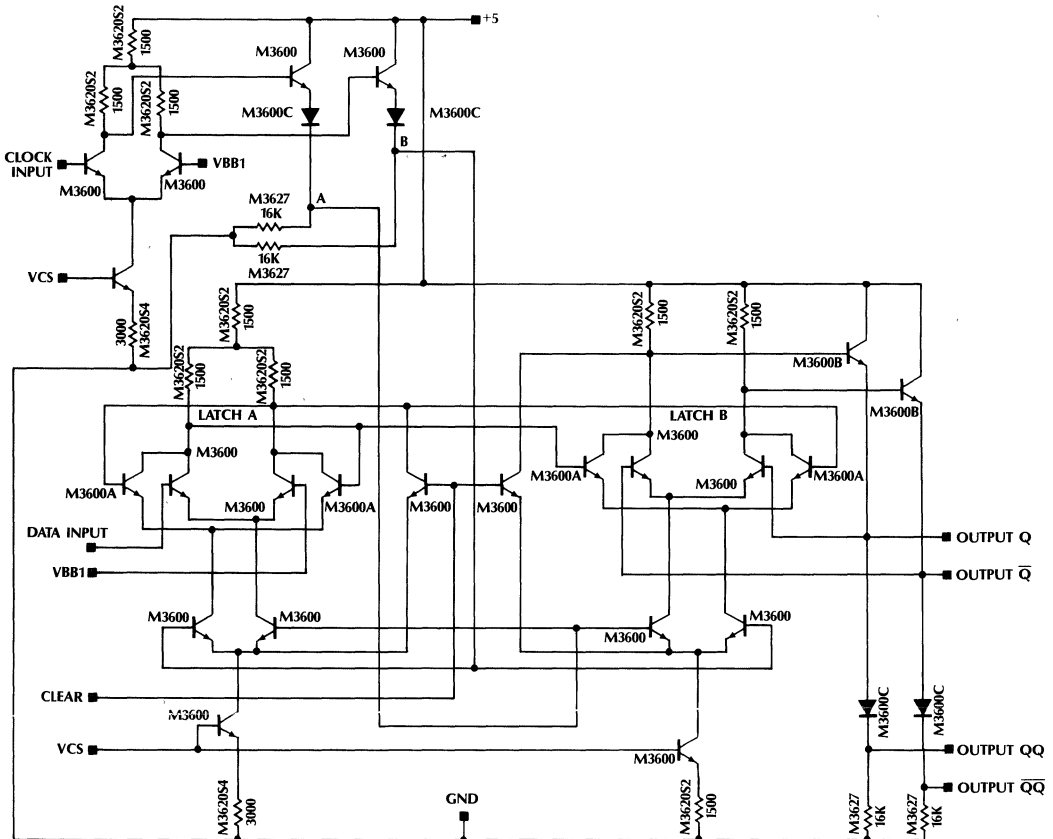 +5
M3620S2
1500
M3600
M3600
M3620S2
1500
M3620S2
1500
M3600C
M3600C
B
CLOCK
INPUT
VBB1
M3600
M3600
M3627
16K
A
16K
M3627
VCS
3000
M3620S4
M3620S2
1500
M3620S2
1500
M3620S2
1500
M3620S2
1500
M3620S2
1500
M3600B
M3600B
LATCH A
LATCH B
M3600
M3600
M3600A
M3600
M3600A
M3600
M3600
M3600A
M3600
M3600A
DATA INPUT
OUTPUT Q
VBB1
OUTPUT Q̅
M3600
M3600
M3600
M3600
CLEAR
M3600
M3600C
M3600C
VCS
M3600
OUTPUT QQ
OUTPUT Q̅Q̅
M3620S4
3000
GND
M3620S2
1500
M3627
16K
M3627
16K